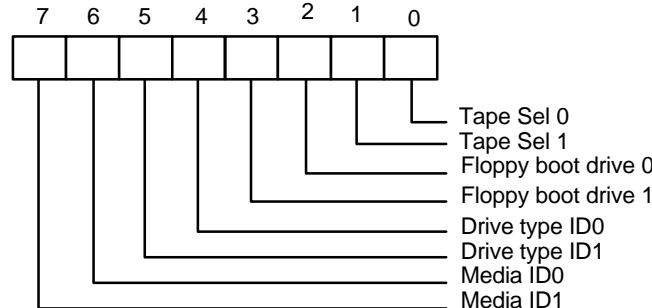 7 6 5 4 3 2 1 0
Tape Sel 0
Tape Sel 1
Floppy boot drive 0
Floppy boot drive 1
Drive type ID0
Drive type ID1
Media ID0
Media ID1